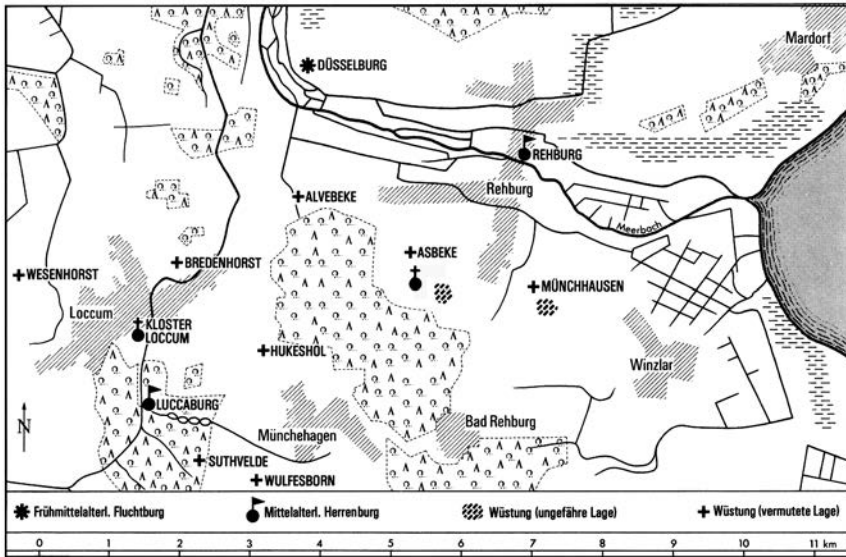 Mardorf
DÜSSELBURG
REHBURG
Rehburg
ALVEBEKE
Meerbach
ASBEKE
BREDENHORST
WESENHORST
MÜNCHHAUSEN
Loccum
KLOSTER
LOCCUM
HUKESHOL
Winzlar
LUCCABURG
Bad Rehburg
Münchehagen
N
SUTHVELDE
WULFESBORN
Frühmittelalterl. Fluchtburg
Mittelalterl. Herrenburg
Wüstung (ungefähre Lage)
Wüstung (vermutete Lage)
0 1 2 3 4 5 6 7 8 9 10 11 km